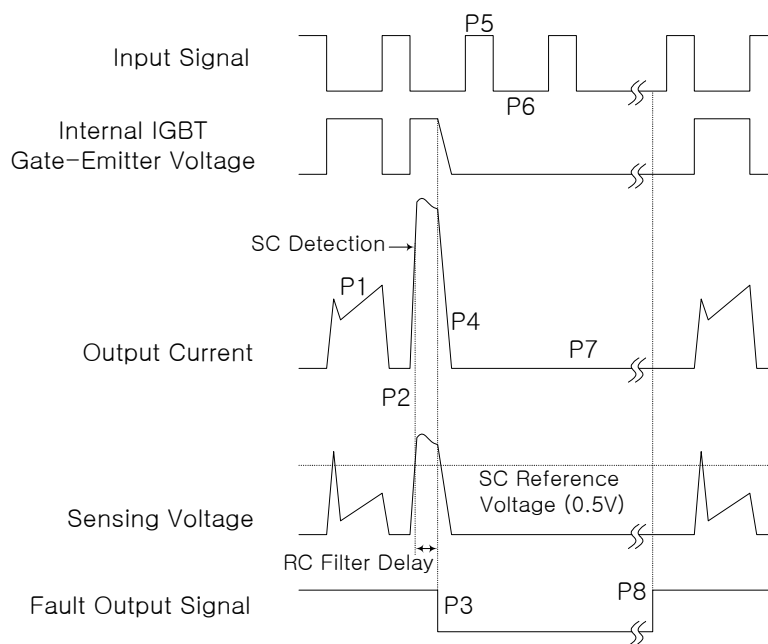 P5
Input Signal
P6
Internal IGBT
Gate-Emitter Voltage
SC Detection
P1
P4
Output Current
P7
P2
SC Reference
Voltage (0.5V)
Sensing Voltage
RC Filter Delay
Fault Output Signal
P3
P8